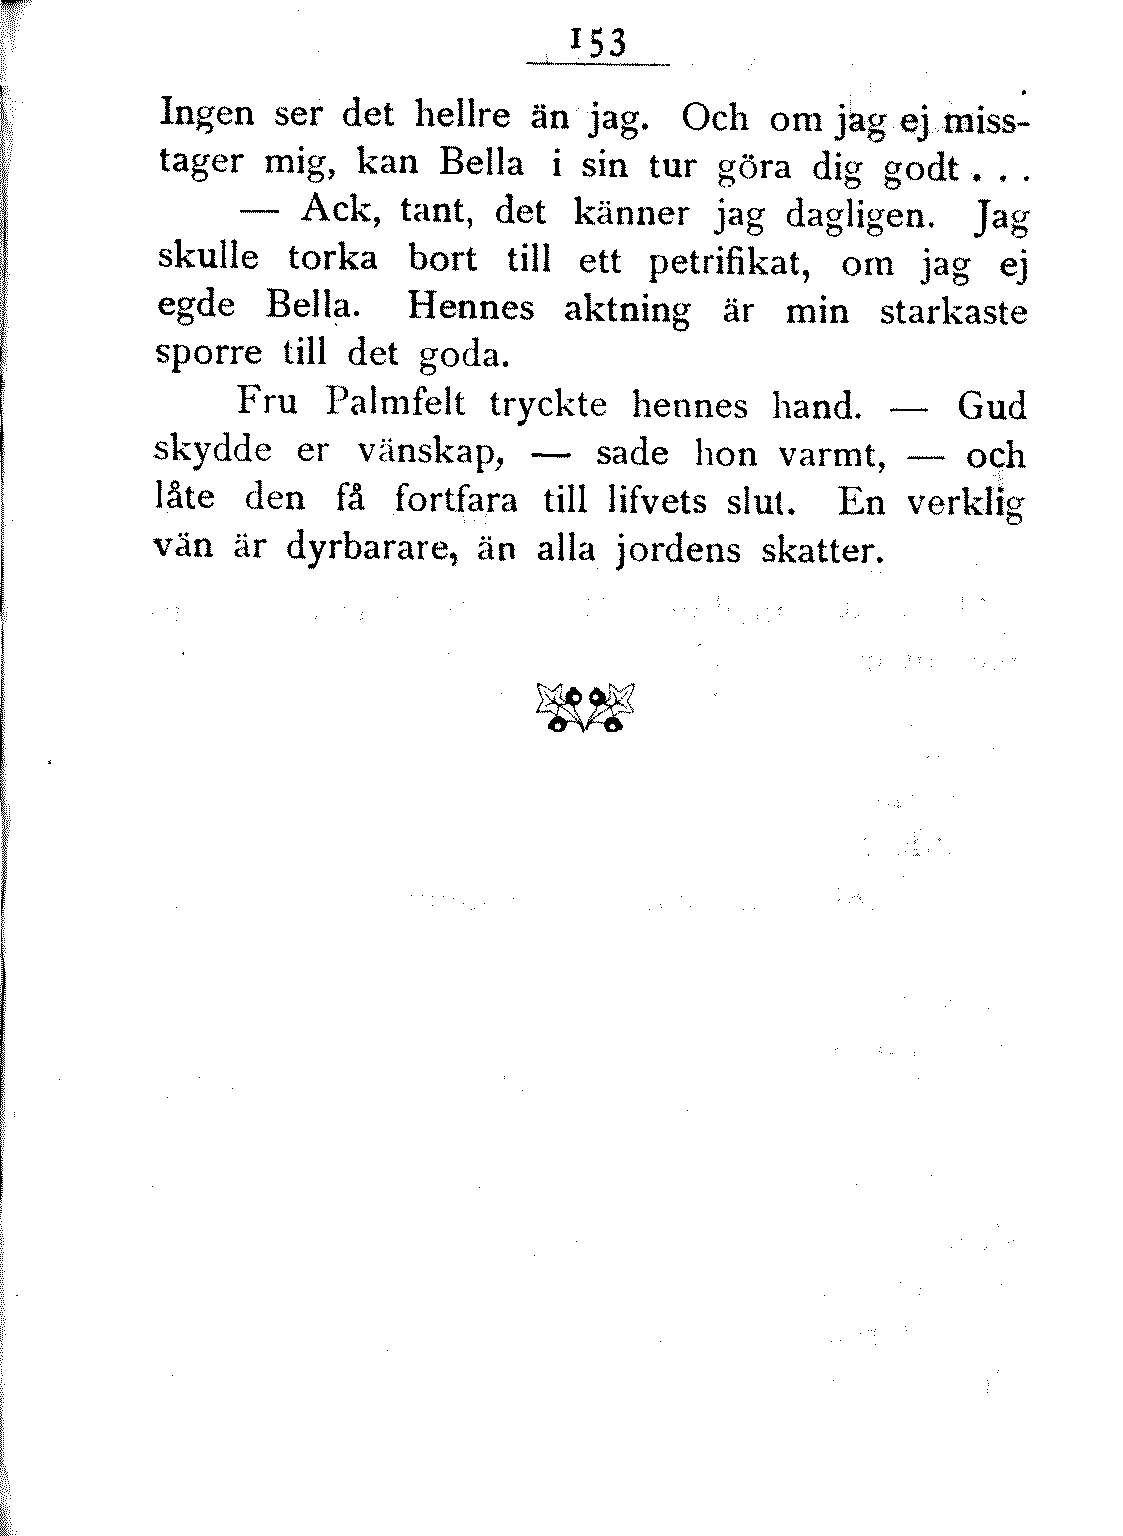 153
Ingen ser det hellre än jag. Och om jag ej miss-
tager mig, kan Bella i sin tur göra dig godt . . .
— Ack, tant, det känner jag dagligen. Jag
skulle torka bort till ett petrifikat, om jag ej
egde Bella. Hennes aktning är min starkaste
sporre till det goda.
Fru Palmfelt tryckte hennes hand. — Gud
skydde er vänskap, — sade hon varmt, — och
låte den få fortfara till lifvets slut. En verklig
vän är dyrbarare, än alla jordens skatter.